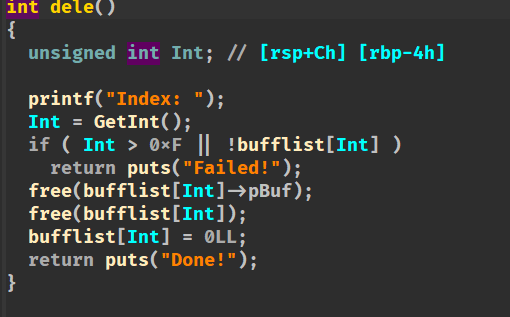 int dele()
{
  unsigned int Int; // [rsp+Ch] [rbp-4h]

  printf("Index: ");
  Int = GetInt();
  if ( Int > 0×F || !bufflist[Int] )
    return puts("Failed!");
  free(bufflist[Int]->pBuf);
  free(bufflist[Int]);
  bufflist[Int] = 0LL;
  return puts("Done!");
}